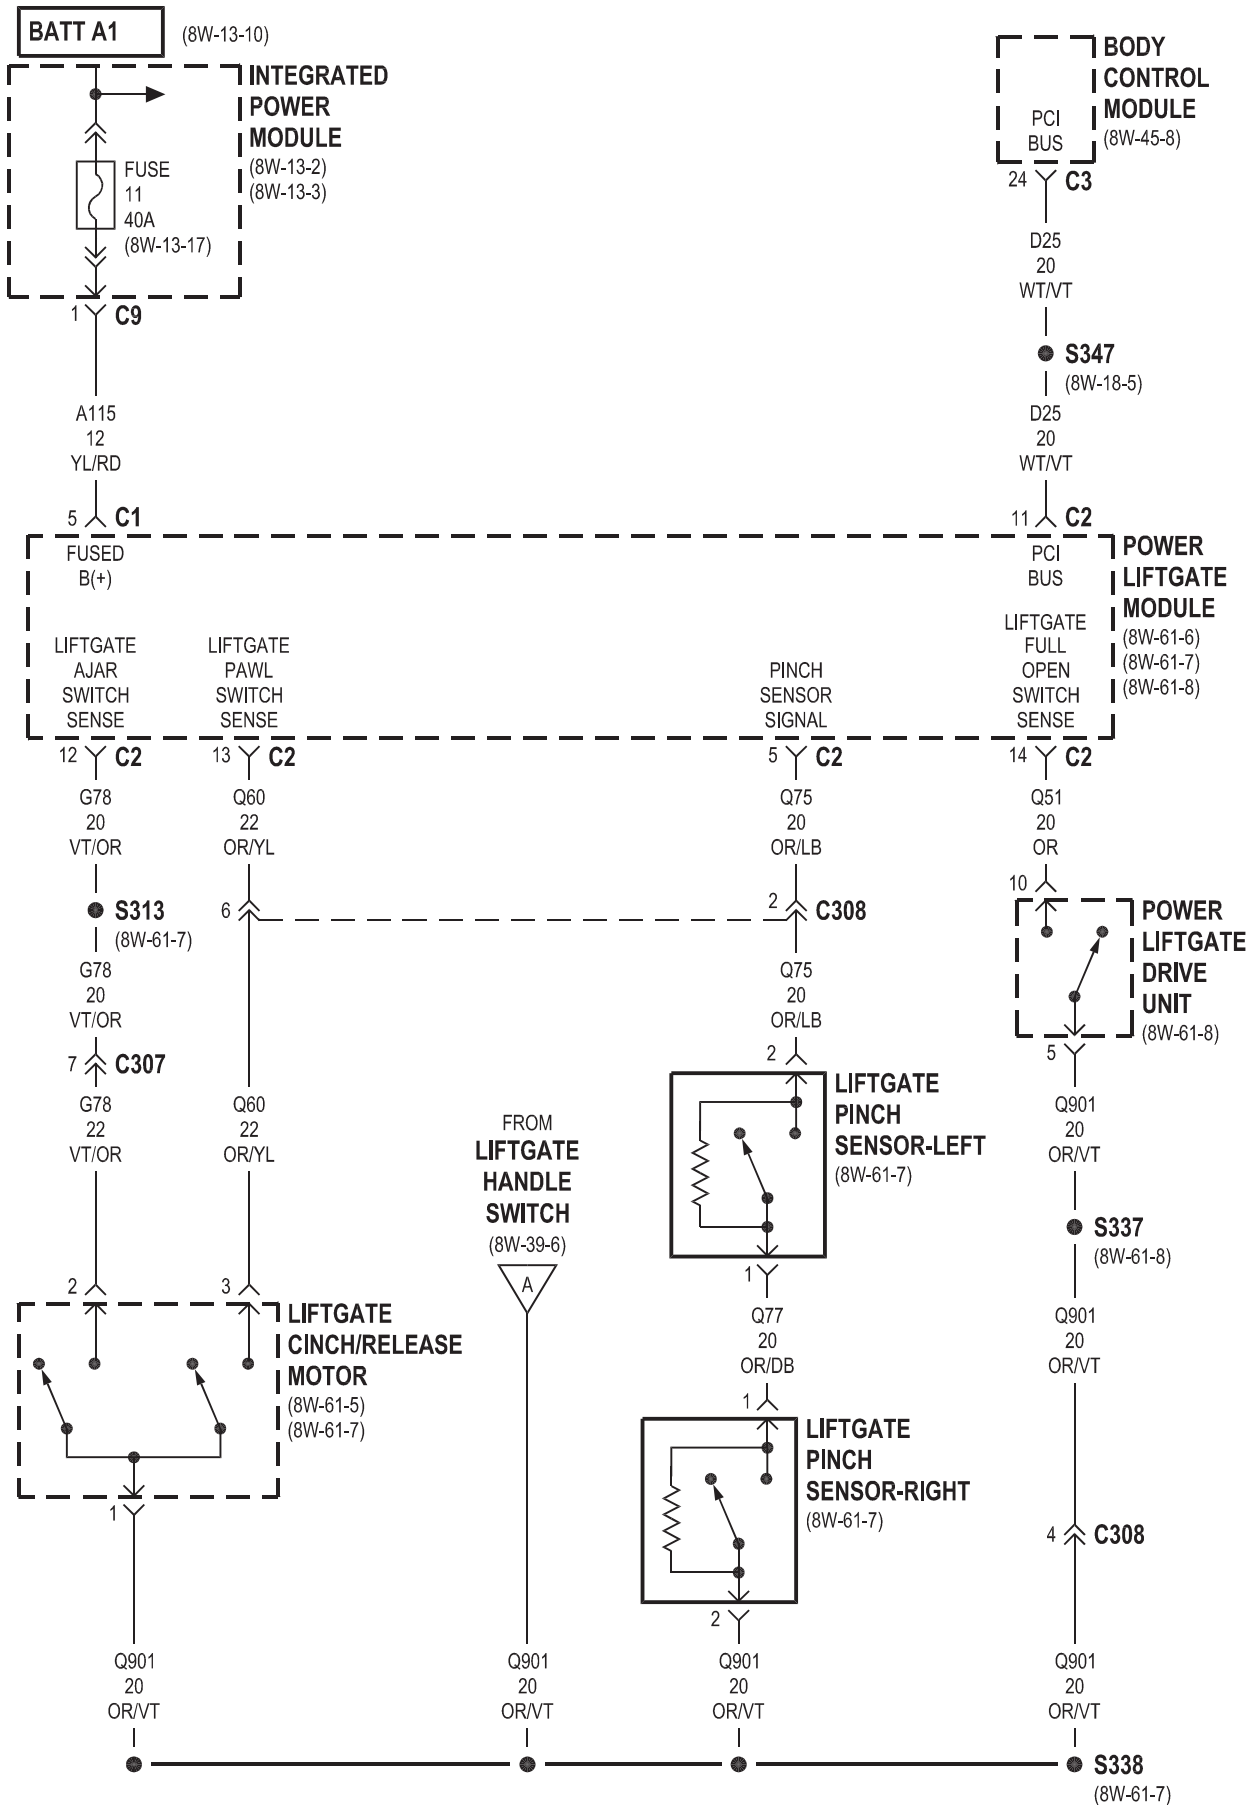 BATT A1
(8W-13-10)
INTEGRATED
POWER
MODULE
(8W-13-2)
(8W-13-3)
FUSE
11
40A
(8W-13-17)
1
C9
A115
12
YL/RD
5
C1
BODY
CONTROL
MODULE
(8W-45-8)
PCI
BUS
24
C3
D25
20
WT/VT
S347
(8W-18-5)
D25
20
WT/VT
11
C2
FUSED
B(+)
PCI
BUS
POWER
LIFTGATE
MODULE
(8W-61-6)
(8W-61-7)
(8W-61-8)
LIFTGATE
AJAR
SWITCH
SENSE
LIFTGATE
PAWL
SWITCH
SENSE
PINCH
SENSOR
SIGNAL
LIFTGATE
FULL
OPEN
SWITCH
SENSE
12
C2
13
C2
5
C2
14
C2
G78
20
VT/OR
Q60
22
OR/YL
Q75
20
OR/LB
Q51
20
OR
S313
(8W-61-7)
6
2
C308
10
POWER
LIFTGATE
DRIVE
UNIT
(8W-61-8)
5
G78
20
VT/OR
7
C307
G78
22
VT/OR
Q60
22
OR/YL
Q75
20
OR/LB
2
LIFTGATE
PINCH
SENSOR-LEFT
(8W-61-7)
1
FROM
LIFTGATE
HANDLE
SWITCH
(8W-39-6)
A
Q901
20
OR/VT
S337
(8W-61-8)
Q901
20
OR/VT
2
3
LIFTGATE
CINCH/RELEASE
MOTOR
(8W-61-5)
(8W-61-7)
1
Q77
20
OR/DB
1
LIFTGATE
PINCH
SENSOR-RIGHT
(8W-61-7)
2
4
C308
Q901
20
OR/VT
Q901
20
OR/VT
Q901
20
OR/VT
Q901
20
OR/VT
S338
(8W-61-7)